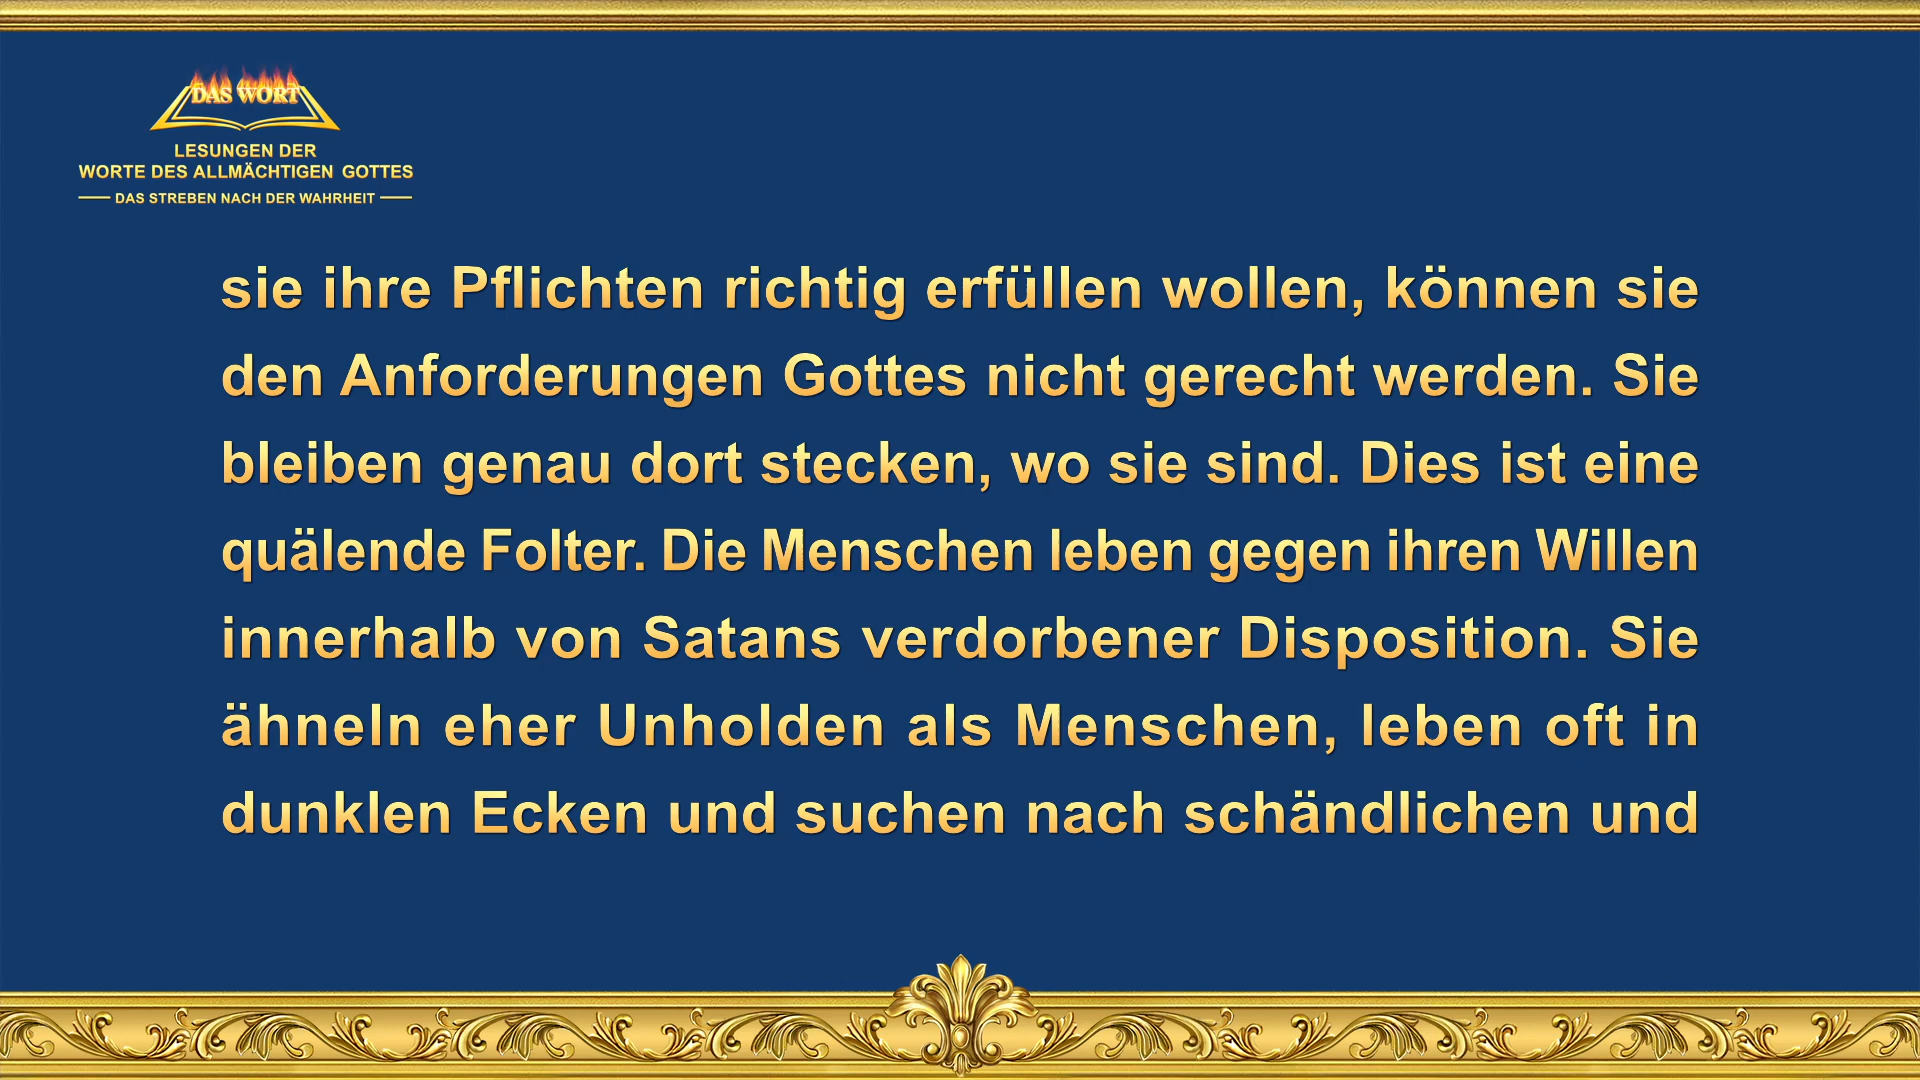 DAS WORT
LESUNGEN DER
WORTE DES ALLMÄCHTIGEN GOTTES
DAS STREBEN NACH DER WAHRHEIT
sie ihre Pflichten richtig erfüllen wollen, können sie
den Anforderungen Gottes nicht gerecht werden. Sie
bleiben genau dort stecken, wo sie sind. Dies ist eine
quälende Folter. Die Menschen leben gegen ihren Willen
innerhalb von Satans verdorbener Disposition. Sie
ähneln eher Unholden als Menschen, leben oft in
dunklen Ecken und suchen nach schändlichen und